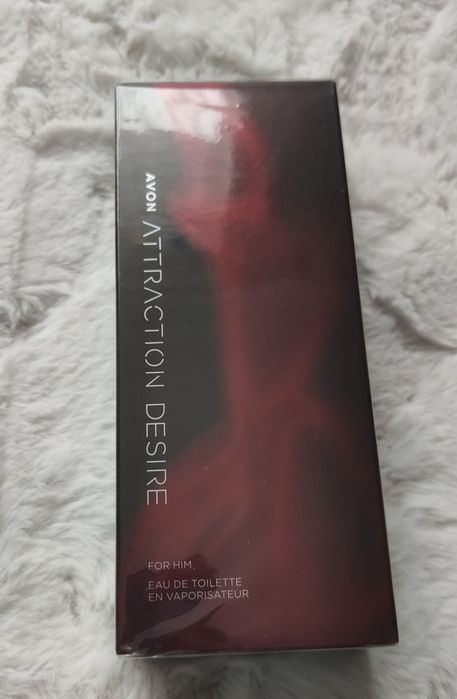 AVON ATTRACTION DESIRE
FOR HIM.
EAU DE TOILETTE
EN VAPORISATEUR